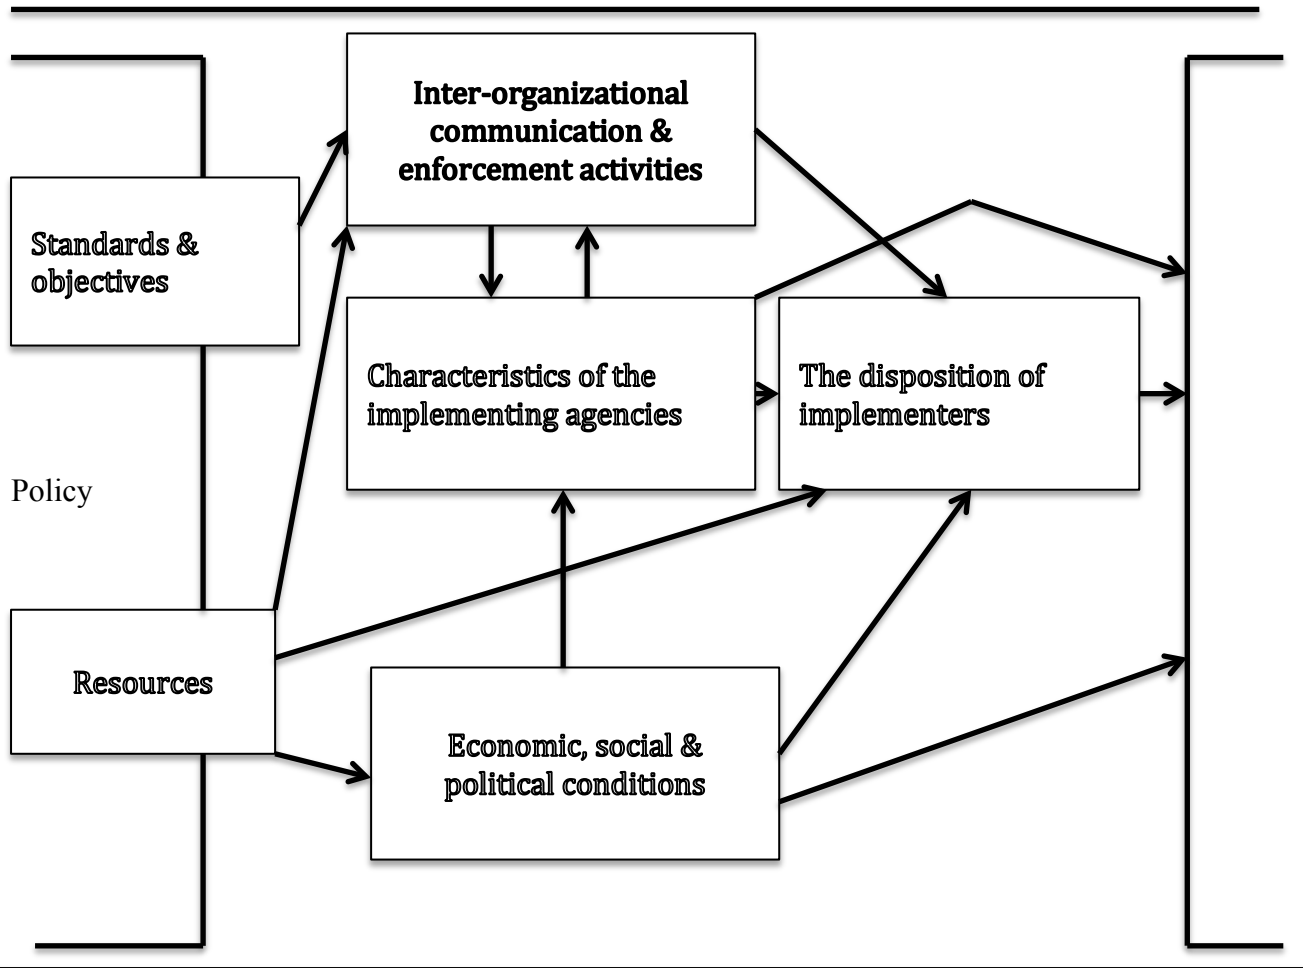 Inter-organizational
communication &
enforcement activities
Standards &
objectives
Characteristics of the
implementing agencies
The disposition of
implementers
Policy
Resources
Economic, social &
political conditions